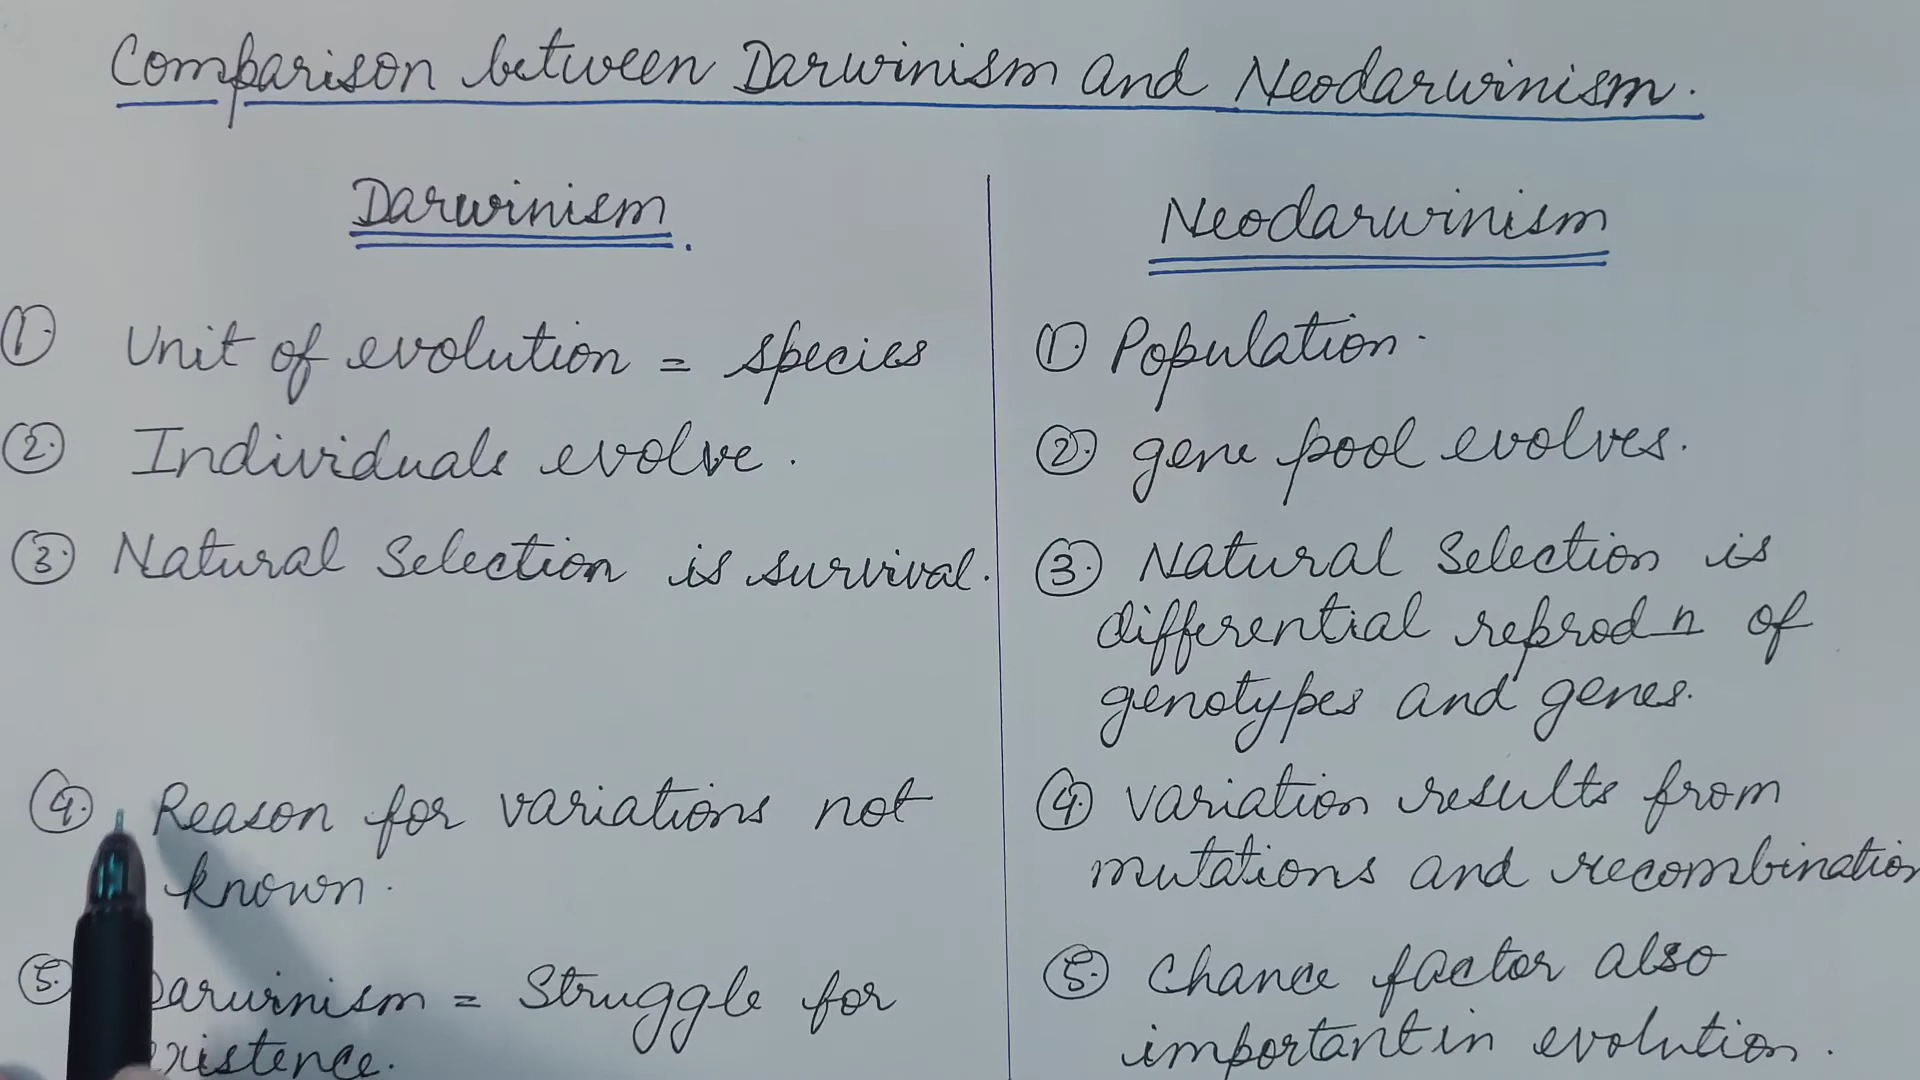 Comparison between Darwinism and Neodarwinism.
Darwinism.
① Unit of evolution = species
② Individuals evolve.
③ Natural Selection is survival.
④ Reason for variations not
known.
⑤ Darwinism = Struggle for
existence.
Neodarwinism
① Population.
② gene pool evolves.
③ Natural Selection is
differential reprodn of
genotypes and genes.
④ variation results from
mutations and recombination
⑤ Chance factor also
important in evolution.